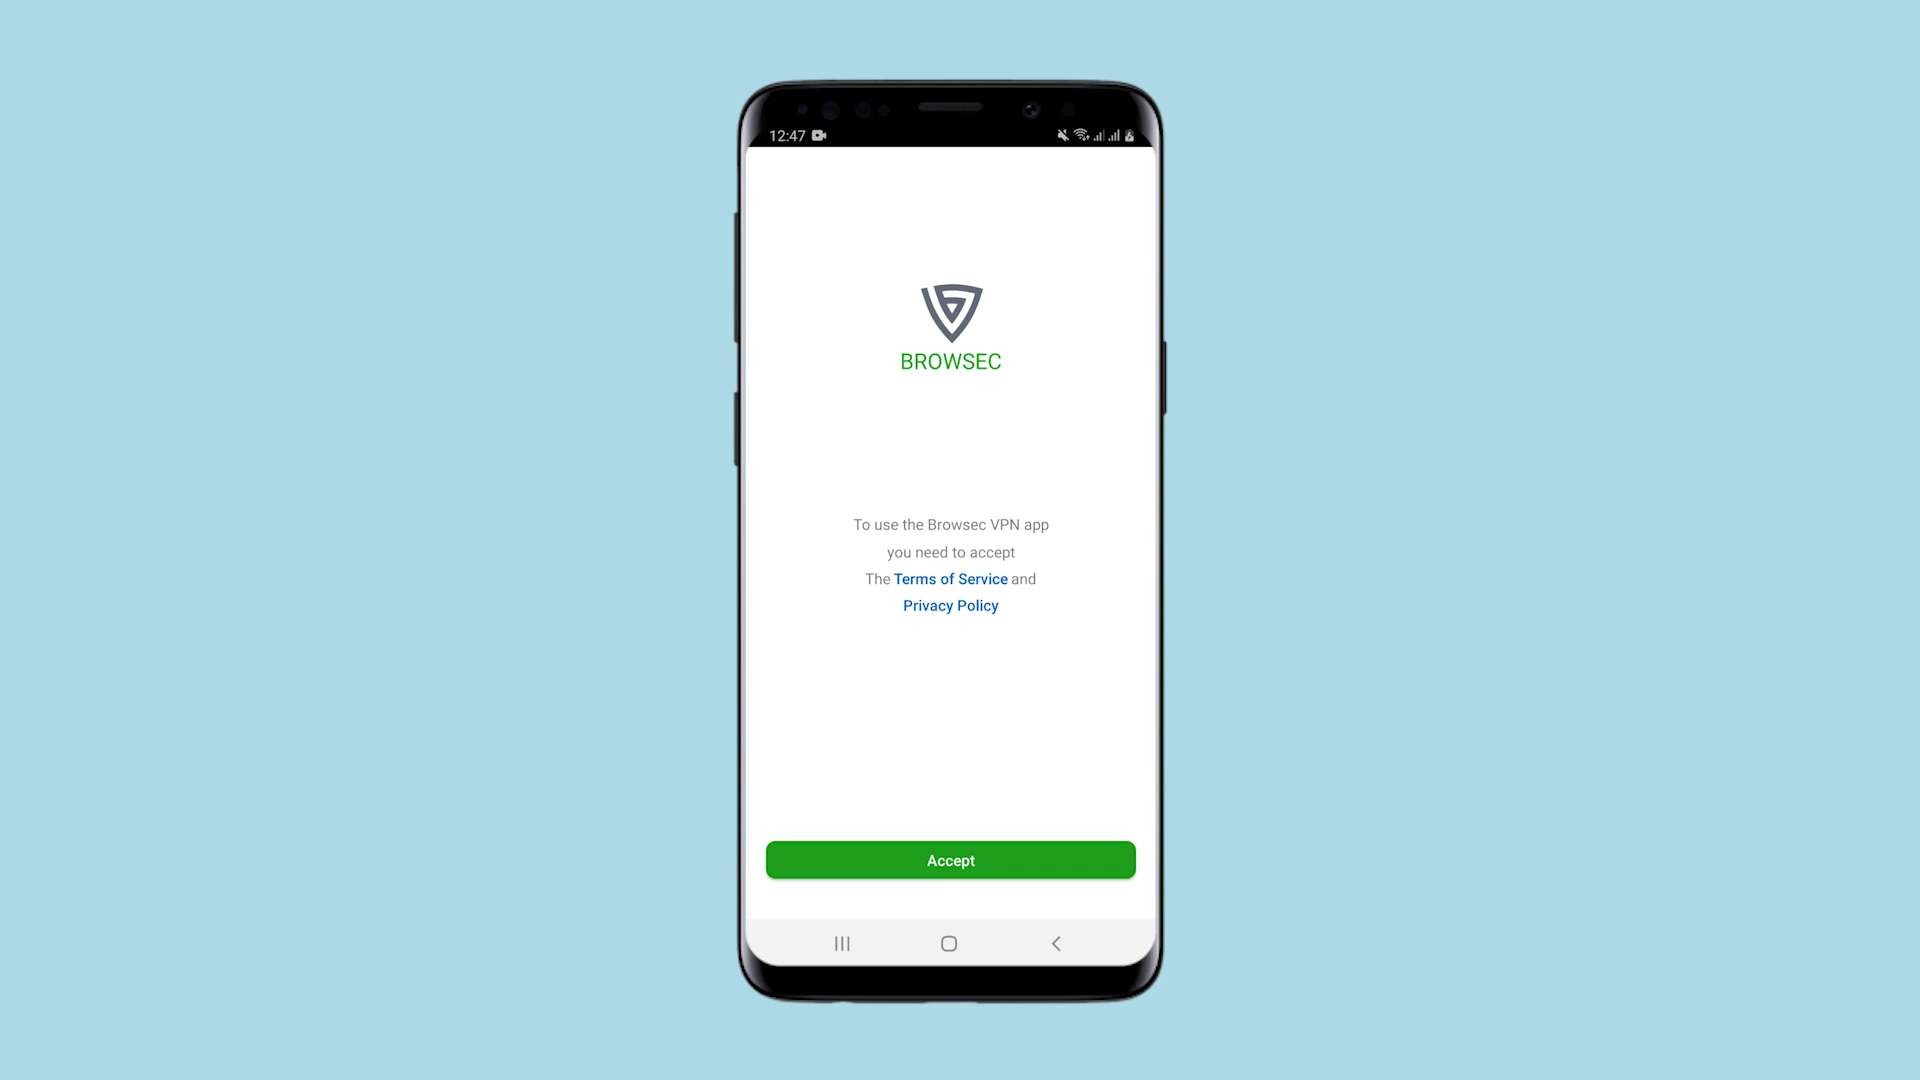 12:47
BROWSEC
To use the Browsec VPN app
you need to accept
The Terms of Service and
Privacy Policy
Accept